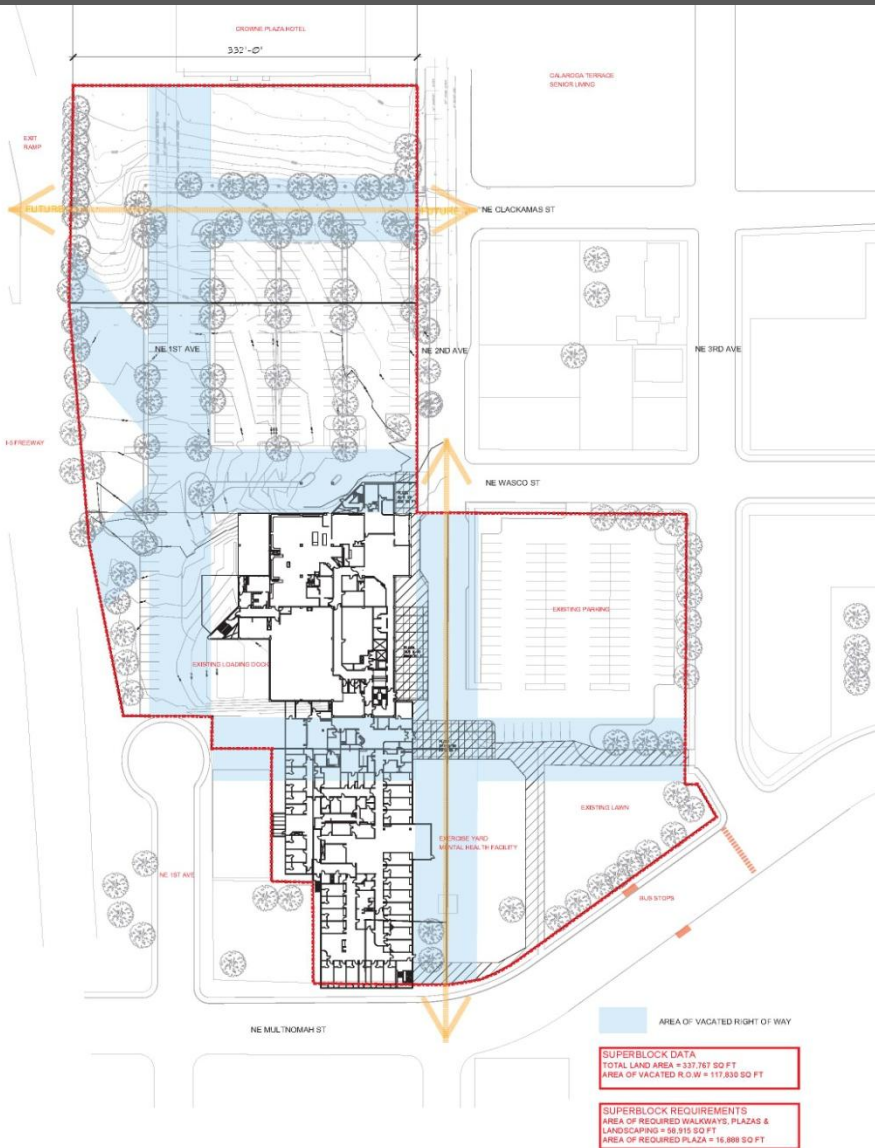 CROWNE PLAZA HOTEL
332'-0"
CALAROGA TERRACE
SENIOR LIVING
EXIT
RAMP
FUTURE
FUTURE
NE CLACKAMAS ST
NE 1ST AVE
NE 2ND AVE
NE 3RD AVE
I-5 FREEWAY
NE WASCO ST
EXISTING PARKING
EXISTING LOADING DOCK
EXISTING LAWN
EXERCISE YARD
MENTAL HEALTH FACILITY
NE 1ST AVE
BUS STOPS
NE MULTNOMAH ST
AREA OF VACATED RIGHT OF WAY
SUPERBLOCK DATA
TOTAL LAND AREA = 337,767 SQ FT
AREA OF VACATED R.O.W = 117,830 SQ FT
SUPERBLOCK REQUIREMENTS
AREA OF REQUIRED WALKWAYS, PLAZAS &
LANDSCAPING = 58,915 SQ FT
AREA OF REQUIRED PLAZA = 16,888 SQ FT